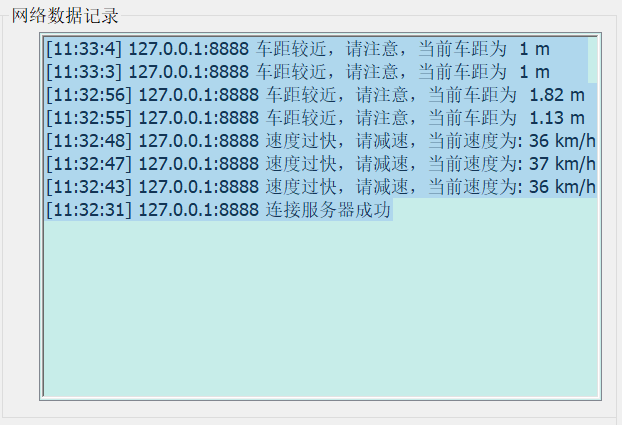 网络数据记录
[11:33:4] 127.0.0.1:8888 车距较近，请注意，当前车距为  1 m
[11:33:3] 127.0.0.1:8888 车距较近，请注意，当前车距为  1 m
[11:32:56] 127.0.0.1:8888 车距较近，请注意，当前车距为  1.82 m
[11:32:55] 127.0.0.1:8888 车距较近，请注意，当前车距为  1.13 m
[11:32:48] 127.0.0.1:8888 速度过快，请减速，当前速度为: 36 km/h
[11:32:47] 127.0.0.1:8888 速度过快，请减速，当前速度为: 37 km/h
[11:32:43] 127.0.0.1:8888 速度过快，请减速，当前速度为: 36 km/h
[11:32:31] 127.0.0.1:8888 连接服务器成功